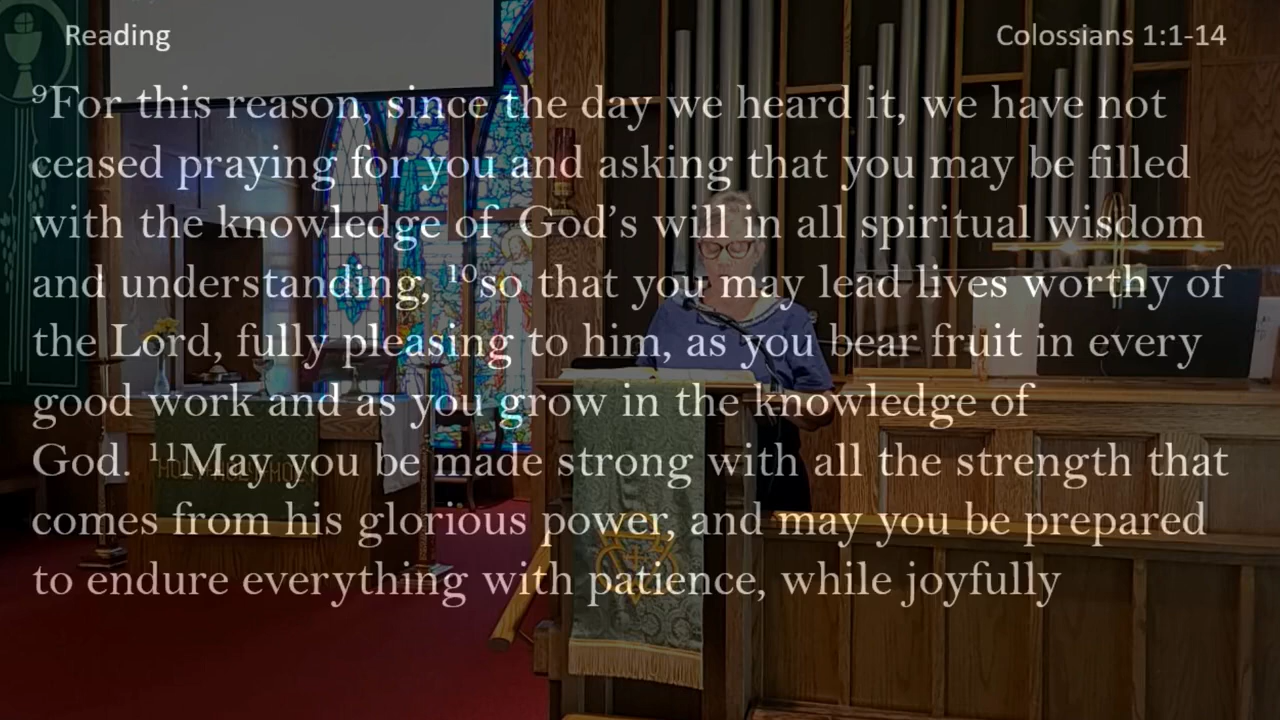 Reading
Colossians 1:1-14
⁹For this reason, since the day we heard it, we have not
ceased praying for you and asking that you may be filled
with the knowledge of God’s will in all spiritual wisdom
and understanding, ¹⁰so that you may lead lives worthy of
the Lord, fully pleasing to him, as you bear fruit in every
good work and as you grow in the knowledge of
God. ¹¹May you be made strong with all the strength that
comes from his glorious power, and may you be prepared
to endure everything with patience, while joyfully
HOLY HOLY HOLY